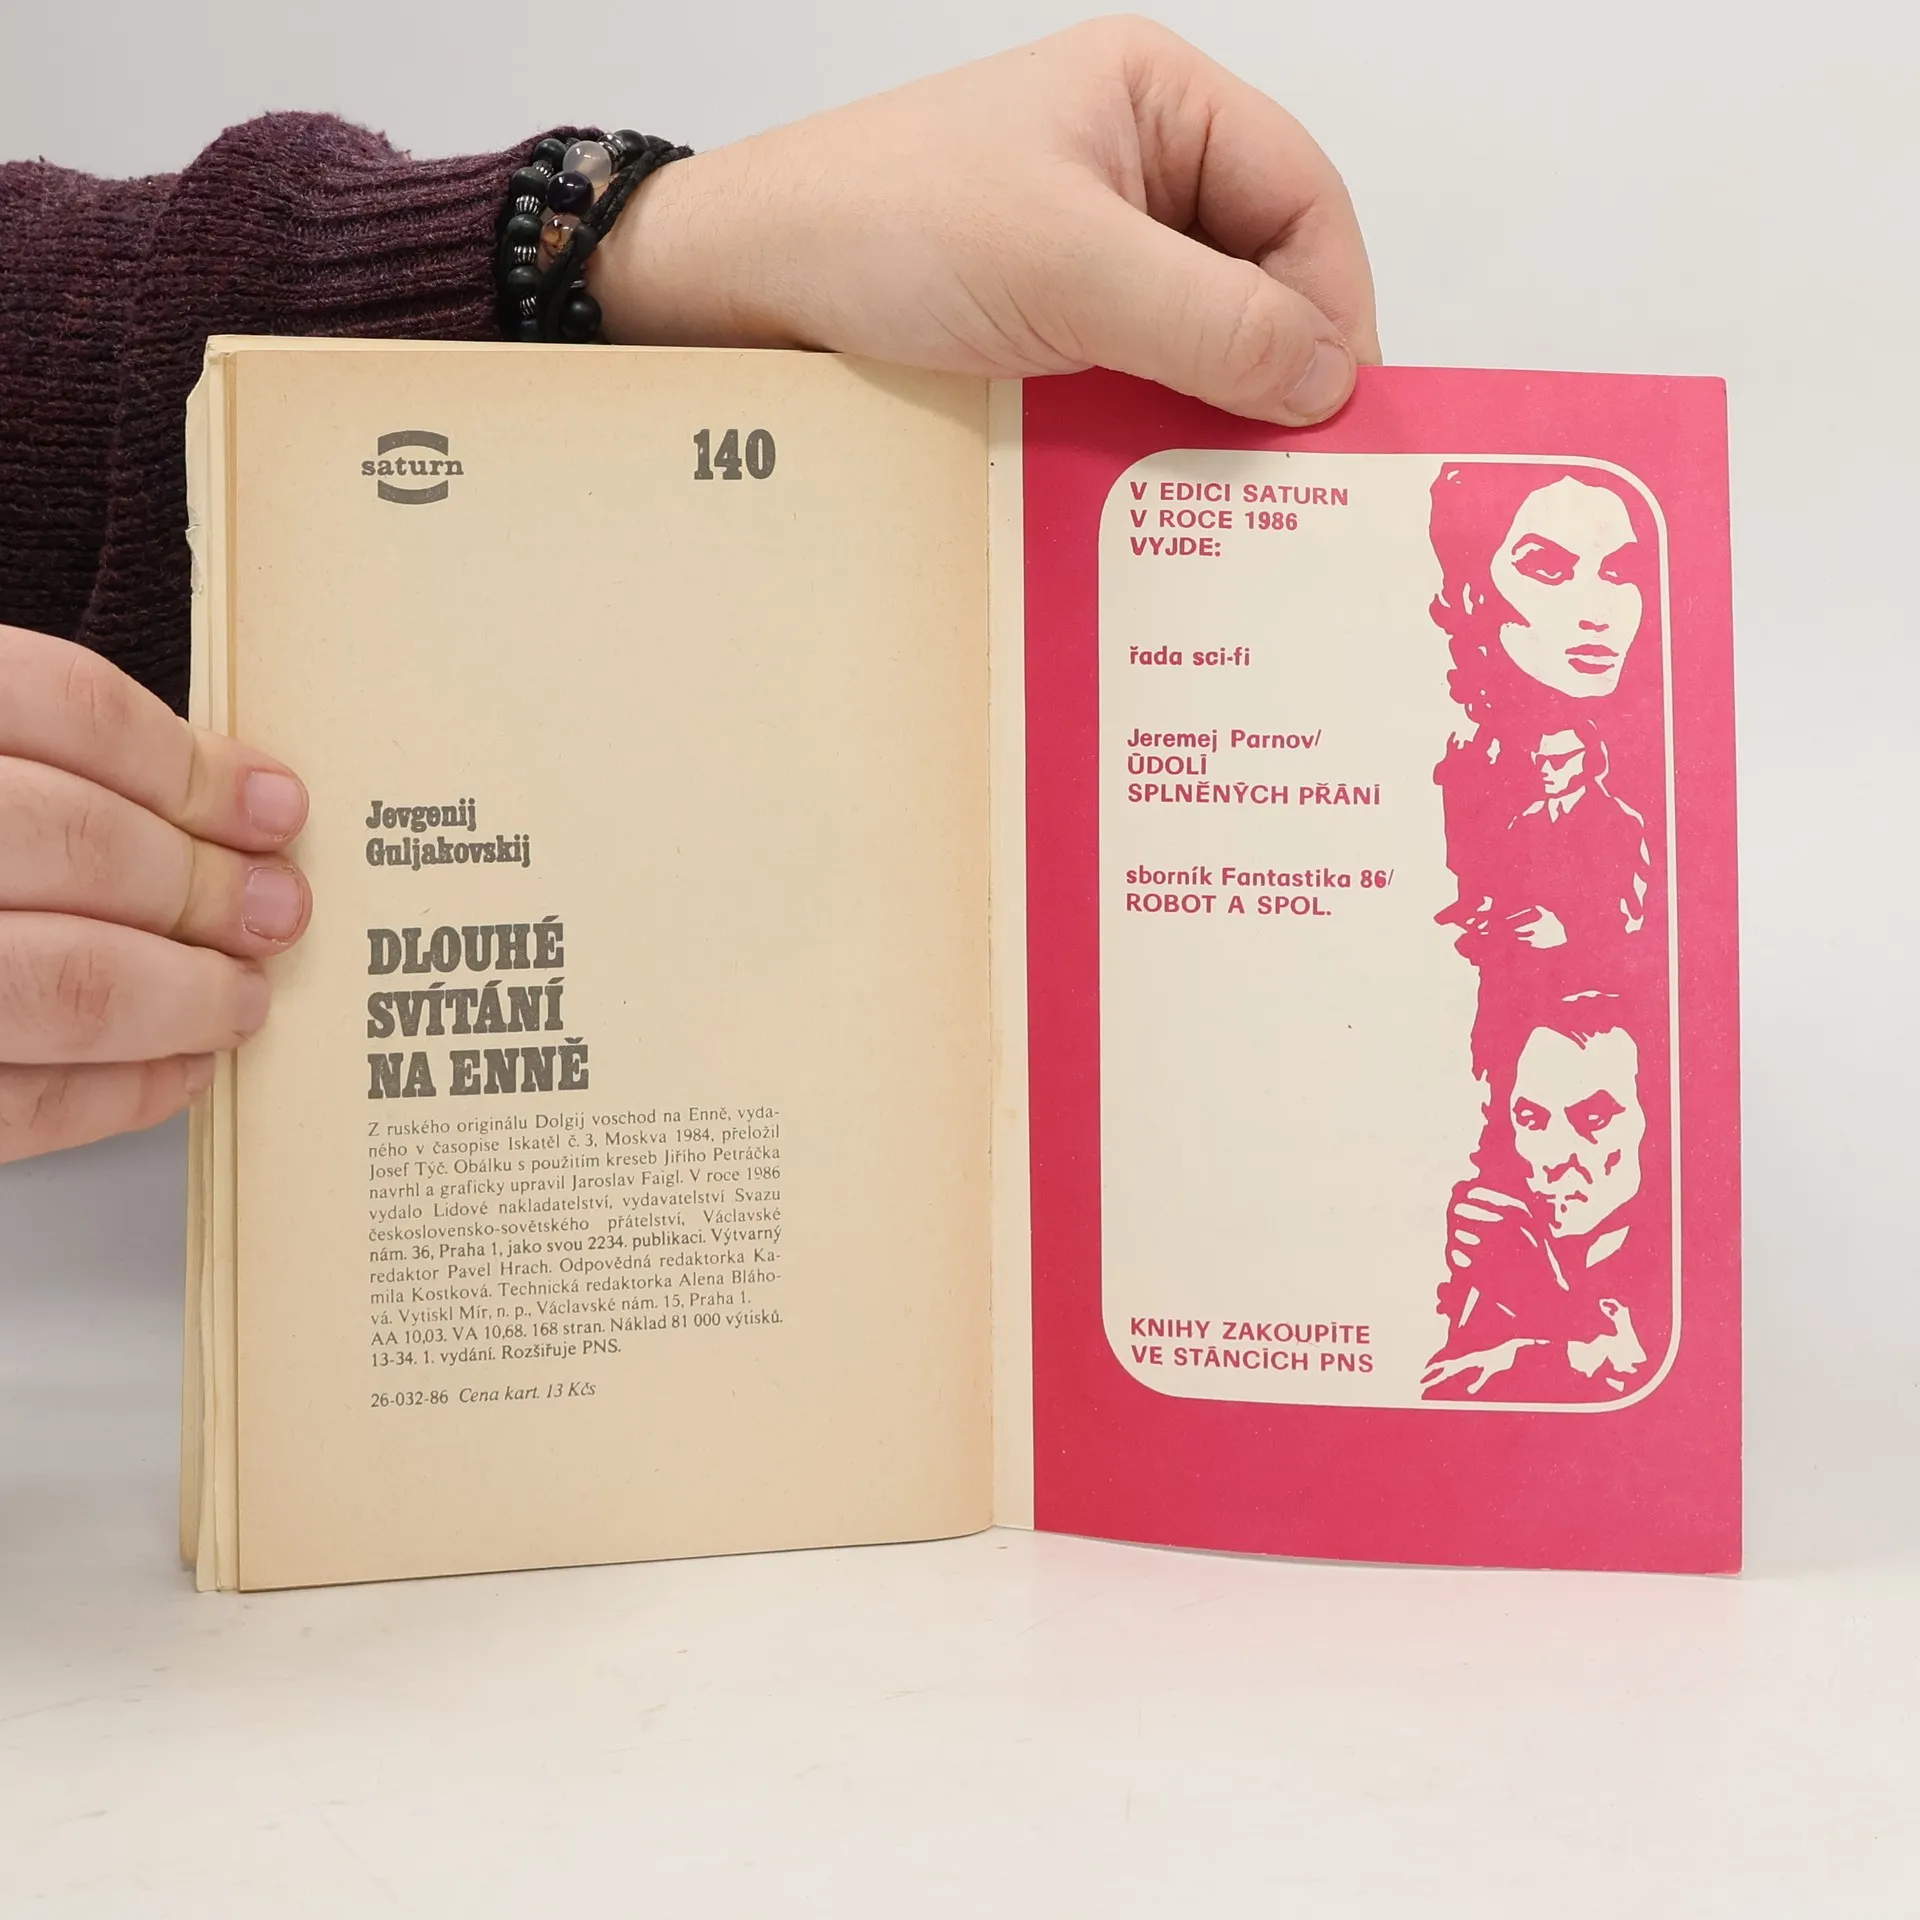 saturn
140
Jevgenij
Guljakovskij
DLOUHÉ
SVÍTÁNÍ
NA ENNĚ
Z ruského originálu Dolgij voschod na Enně, vyda-
ného v časopise Iskatěl č. 3, Moskva 1984, přeložil
Josef Týč. Obálku s použitím kreseb Jiřího Petráčka
navrhl a graficky upravil Jaroslav Faigl. V roce 1986
vydalo Lidové nakladatelství, vydavatelství Svazu
československo-sovětského přátelství, Václavské
nám. 36, Praha 1, jako svou 2234. publikaci. Výtvarný
redaktor Pavel Hrach. Odpovědná redaktorka Ka-
mila Kostková. Technická redaktorka Alena Bláho-
vá. Vytiskl Mír, n. p., Václavské nám. 15, Praha 1.
AA 10,03. VA 10,68. 168 stran. Náklad 81 000 výtisků.
13-34. 1. vydání. Rozšiřuje PNS.
26-032-86 Cena kart. 13 Kčs
V EDICI SATURN
V ROCE 1986
VYJDE:
řada sci-fi
Jeremej Parnov/
ÚDOLÍ
SPLNĚNÝCH PŘÁNÍ
sborník Fantastika 86/
ROBOT A SPOL.
KNIHY ZAKOUPÍTE
VE STÁNCÍCH PNS